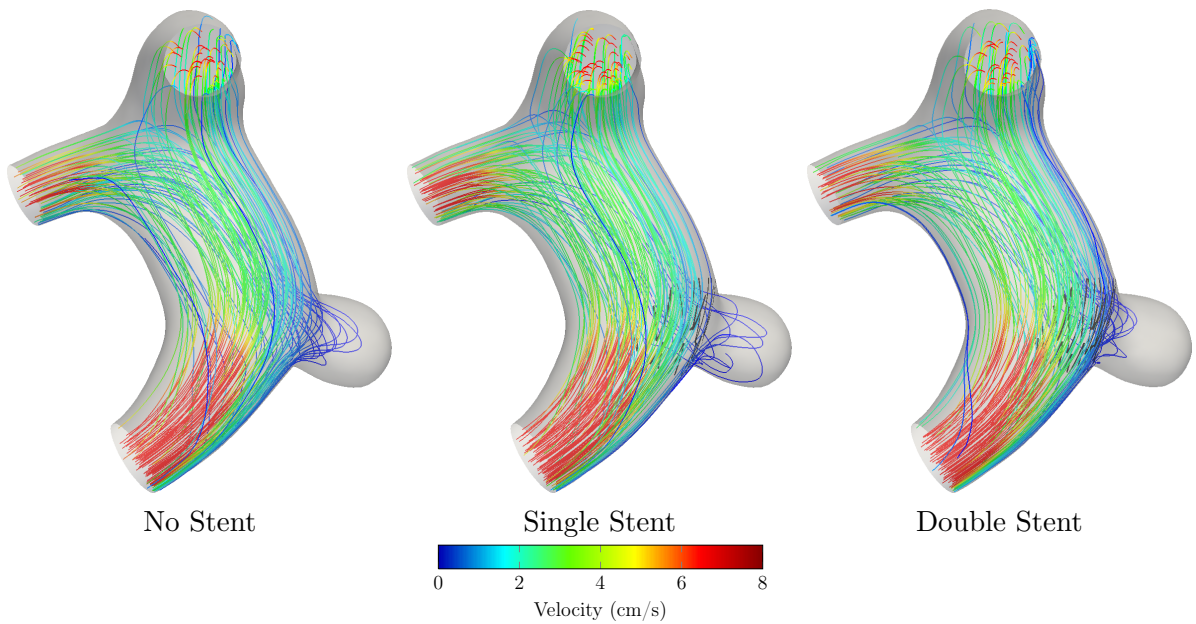 No Stent
Single Stent
Double Stent
0 2 4 6 8
Velocity (cm/s)